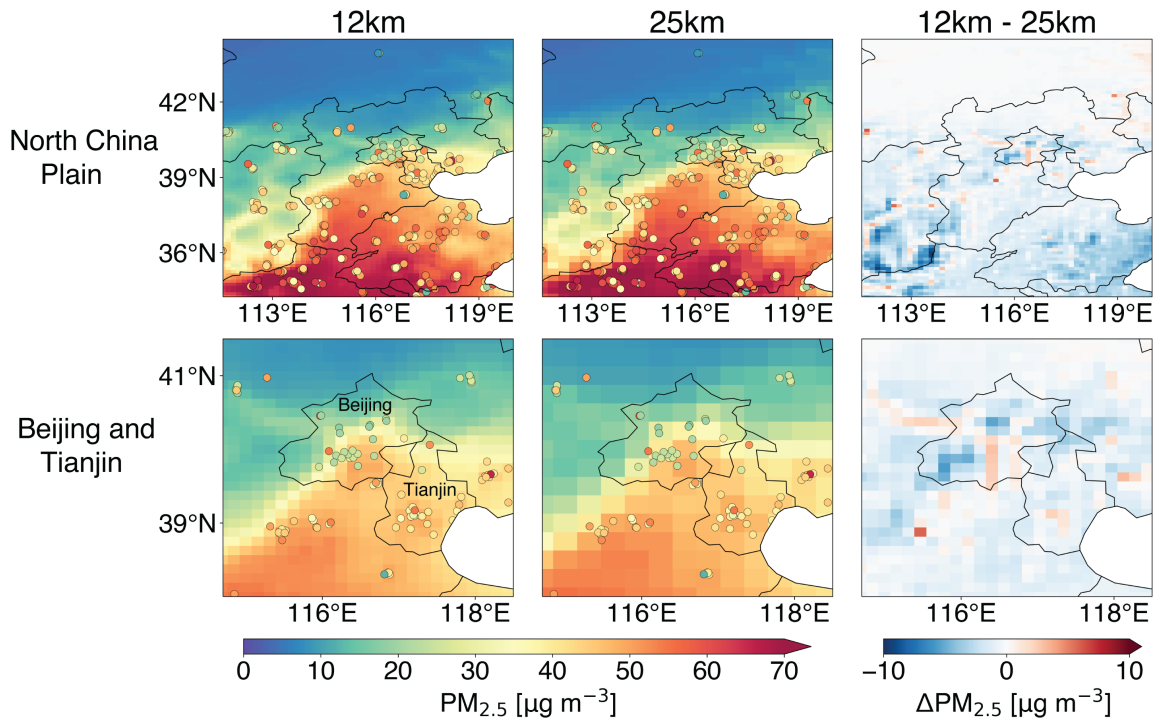 12km
25km
12km - 25km
North China
Plain
42°N
39°N
36°N
113°E
116°E
119°E
113°E
116°E
119°E
113°E
116°E
119°E
Beijing and
Tianjin
41°N
39°N
Beijing
Tianjin
116°E
118°E
116°E
118°E
116°E
118°E
0
10
20
30
40
50
60
70
PM₂.₅ [μg m⁻³]
−10
0
10
ΔPM₂.₅ [μg m⁻³]